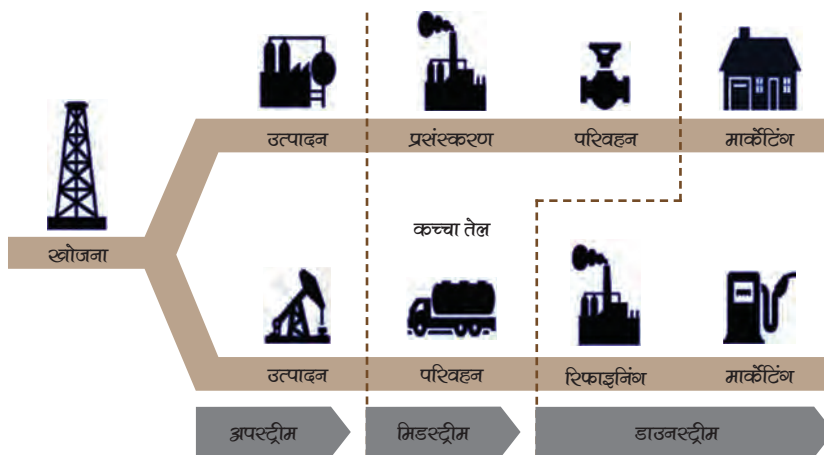 उत्पादन
प्रसंस्करण
परिवहन
मार्केटिंग
खोजना
कच्चा तेल
उत्पादन
परिवहन
रिफाइनिंग
मार्केटिंग
अपस्ट्रीम
मिडस्ट्रीम
डाउनस्ट्रीम